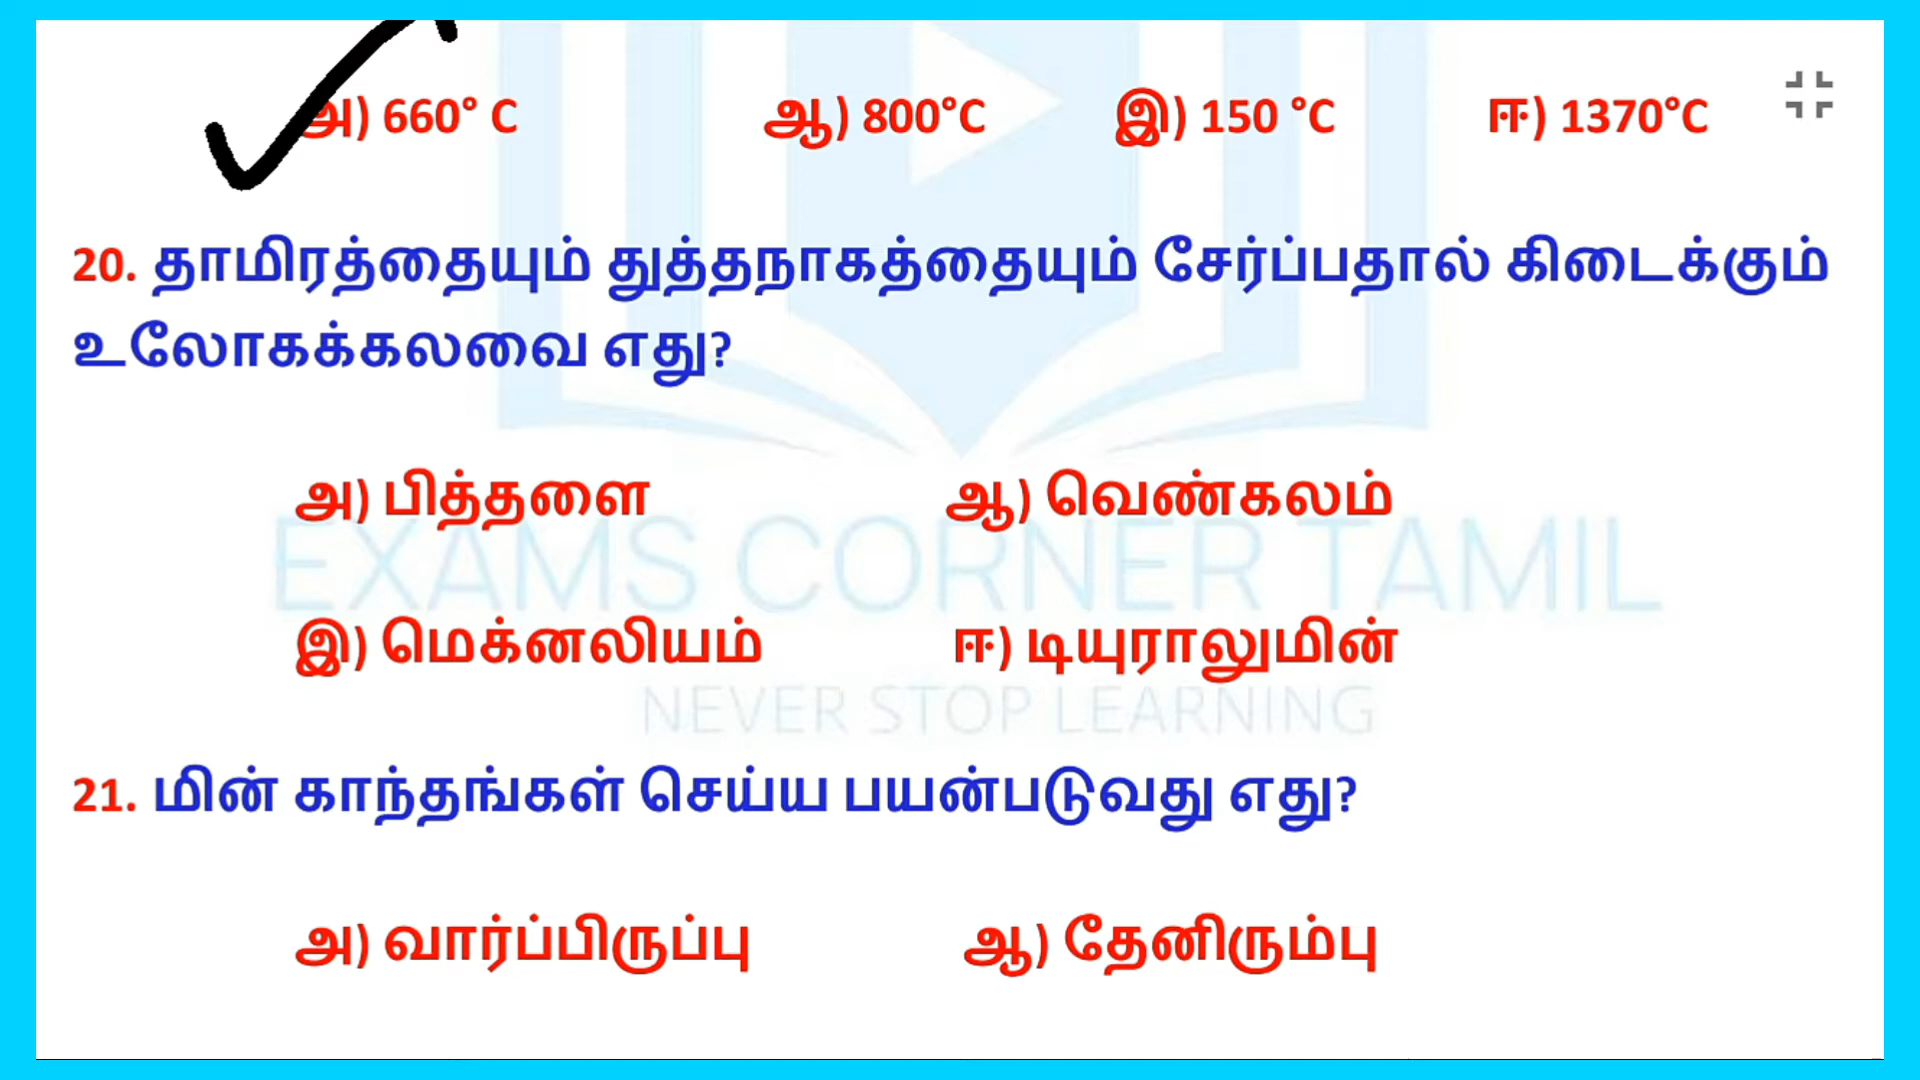 அ) 660° C ஆ) 800°C இ) 150 °C ஈ) 1370°C
20. தாமிரத்தையும் துத்தநாகத்தையும் சேர்ப்பதால் கிடைக்கும்
உலோகக்கலவை எது?
அ) பித்தளை ஆ) வெண்கலம்
EXAMS CORNER TAMIL
இ) மெக்னலியம் ஈ) டியுராலுமின்
NEVER STOP LEARNING
21. மின் காந்தங்கள் செய்ய பயன்படுவது எது?
அ) வார்ப்பிருப்பு ஆ) தேனிரும்பு